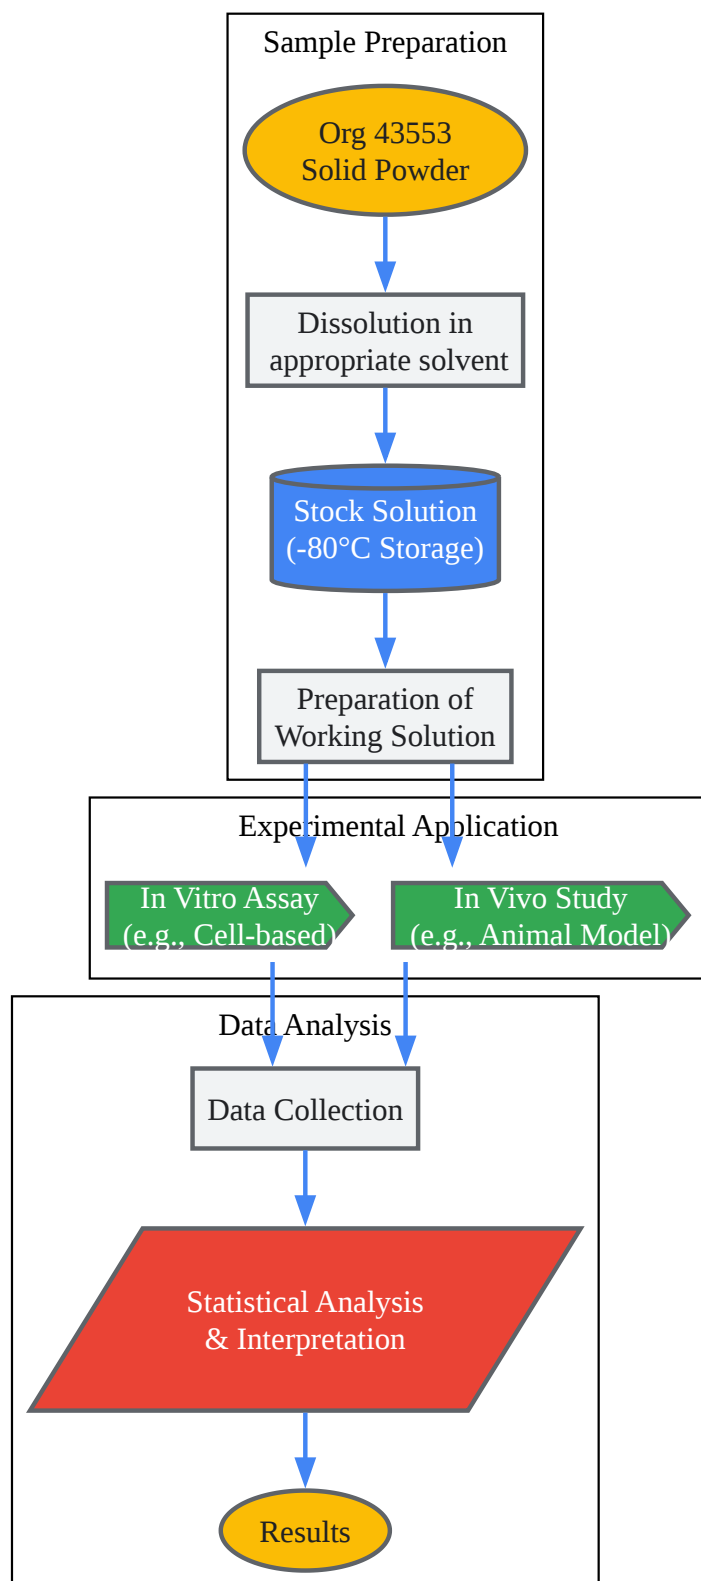 Sample Preparation
Org 43553
Solid Powder
Dissolution in
appropriate solvent
Stock Solution
(-80°C Storage)
Preparation of
Working Solution
Experimental Application
In Vitro Assay
(e.g., Cell-based)
In Vivo Study
(e.g., Animal Model)
Data Analysis
Data Collection
Statistical Analysis
& Interpretation
Results